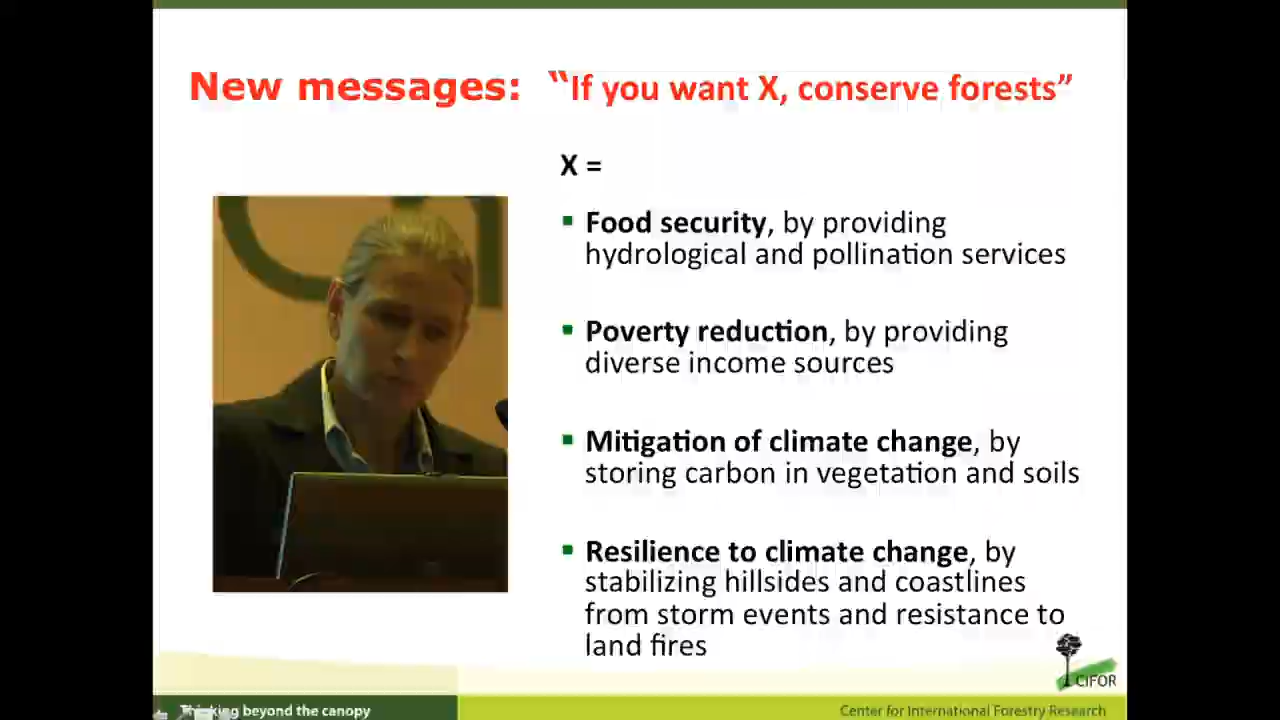 New messages: “If you want X, conserve forests”
X =
Food security, by providing
hydrological and pollination services
Poverty reduction, by providing
diverse income sources
Mitigation of climate change, by
storing carbon in vegetation and soils
Resilience to climate change, by
stabilizing hillsides and coastlines
from storm events and resistance to
land fires
CIFOR
Thinking beyond the canopy
Center for International Forestry Research